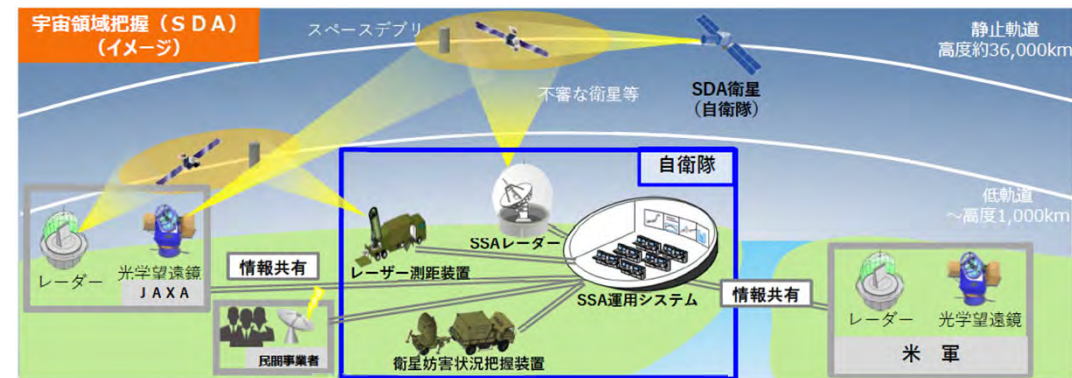 宇宙領域把握（ＳＤＡ）
（イメージ）
スペースデブリ
静止軌道
高度約36,000km
不審な衛星等
SDA衛星
（自衛隊）
自衛隊
低軌道
～高度1,000km
レーダー
光学望遠鏡
ＪＡＸＡ
情報共有
民間事業者
レーザー測距装置
SSAレーダー
SSA運用システム
衛星妨害状況把握装置
情報共有
レーダー
光学望遠鏡
米　軍